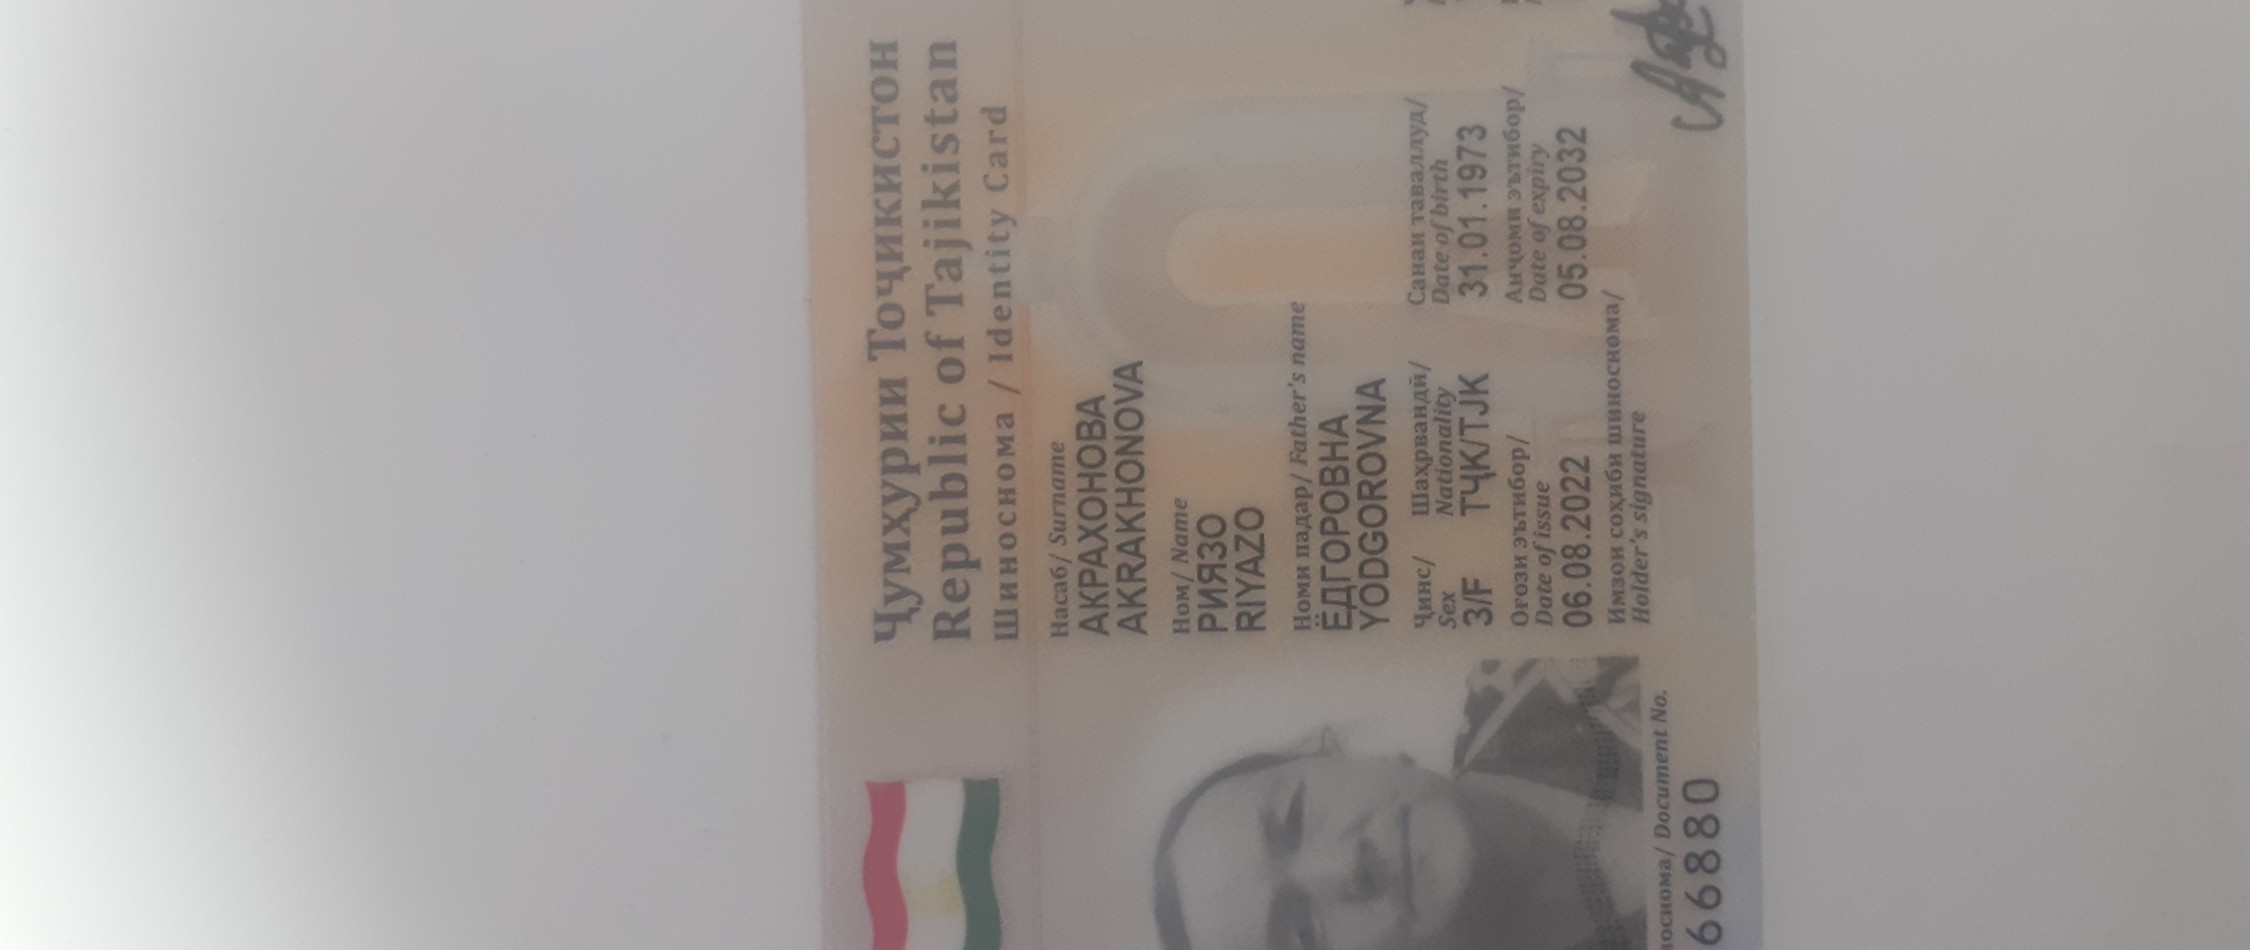 Ҷумҳурии Тоҷикистон
Republic of Tajikistan
Шиноснома / Identity Card
Насаб/ Surname
АКРАХОНОВА
AKRAKHONOVA
Ном/ Name
РИЯЗО
RIYAZO
Номи падар/ Father's name
ЁДГОРОВНА
YODGOROVNA
Ҷинс/ Шаҳрвандӣ/ Санаи таваллуд/
Sex Nationality Date of birth
З/F ТҶК/TJK 31.01.1973
Оғози эътибор/ Анҷоми эътибор/
Date of issue Date of expiry
06.08.2022 05.08.2032
Имзои соҳиби шиноснома/
Holder's signature
носнома/ Document No.
66880